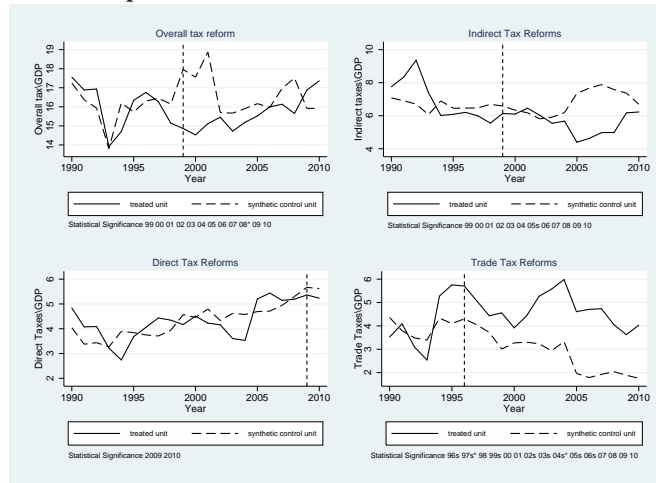 Overall tax reform
Overall tax\GDP
19
18
17
16
15
14
1990 1995 2000 2005 2010
Year
treated unit synthetic control unit
Statistical Significance 99 00 01 02 03 04 05 06 07 08* 09 10
Indirect Tax Reforms
Indirect taxes\GDP
10
8
6
4
1990 1995 2000 2005 2010
Year
treated unit synthetic control unit
Statistical Significance 99 00 01 02 03 04 05s 06 07 08 09 10
Direct Tax Reforms
Direct Taxes\GDP
6
5
4
3
2
1990 1995 2000 2005 2010
Year
treated unit synthetic control unit
Statistical Significance 2009 2010
Trade Tax Reforms
Trade Taxes\GDP
6
5
4
3
2
1990 1995 2000 2005 2010
Year
treated unit synthetic control unit
Statistical Significance 96s 97s* 98 99s 00 01 02s 03s 04s* 05s 06s 07 08 09 10